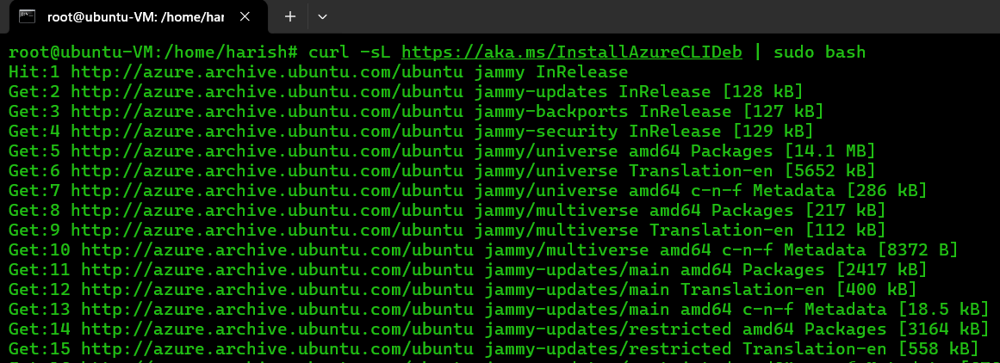 root@ubuntu-VM: /home/har
root@ubuntu-VM:/home/harish# curl -sL https://aka.ms/InstallAzureCLIDeb | sudo bash
Hit:1 http://azure.archive.ubuntu.com/ubuntu jammy InRelease
Get:2 http://azure.archive.ubuntu.com/ubuntu jammy-updates InRelease [128 kB]
Get:3 http://azure.archive.ubuntu.com/ubuntu jammy-backports InRelease [127 kB]
Get:4 http://azure.archive.ubuntu.com/ubuntu jammy-security InRelease [129 kB]
Get:5 http://azure.archive.ubuntu.com/ubuntu jammy/universe amd64 Packages [14.1 MB]
Get:6 http://azure.archive.ubuntu.com/ubuntu jammy/universe Translation-en [5652 kB]
Get:7 http://azure.archive.ubuntu.com/ubuntu jammy/universe amd64 c-n-f Metadata [286 kB]
Get:8 http://azure.archive.ubuntu.com/ubuntu jammy/multiverse amd64 Packages [217 kB]
Get:9 http://azure.archive.ubuntu.com/ubuntu jammy/multiverse Translation-en [112 kB]
Get:10 http://azure.archive.ubuntu.com/ubuntu jammy/multiverse amd64 c-n-f Metadata [8372 B]
Get:11 http://azure.archive.ubuntu.com/ubuntu jammy-updates/main amd64 Packages [2417 kB]
Get:12 http://azure.archive.ubuntu.com/ubuntu jammy-updates/main Translation-en [400 kB]
Get:13 http://azure.archive.ubuntu.com/ubuntu jammy-updates/main amd64 c-n-f Metadata [18.5 kB]
Get:14 http://azure.archive.ubuntu.com/ubuntu jammy-updates/restricted amd64 Packages [3164 kB]
Get:15 http://azure.archive.ubuntu.com/ubuntu jammy-updates/restricted Translation-en [558 kB]